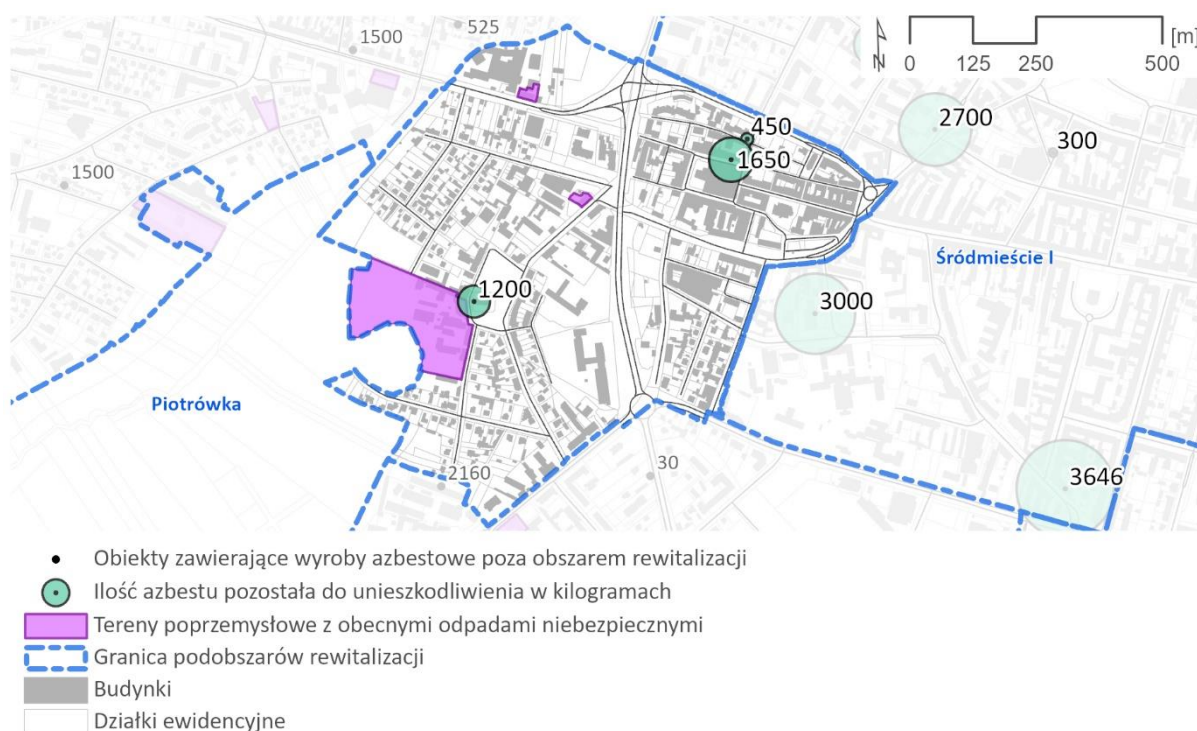 525
1500
[m]
0 125 250 500
450
2700
1650
300
1500
Śródmieście I
1200
3000
Piotrówka
2160
30
3646
Obiekty zawierające wyroby azbestowe poza obszarem rewitalizacji
Ilość azbestu pozostała do unieszkodliwienia w kilogramach
Tereny poprzemysłowe z obecnymi odpadami niebezpiecznymi
Granica podobszarów rewitalizacji
Budynki
Działki ewidencyjne